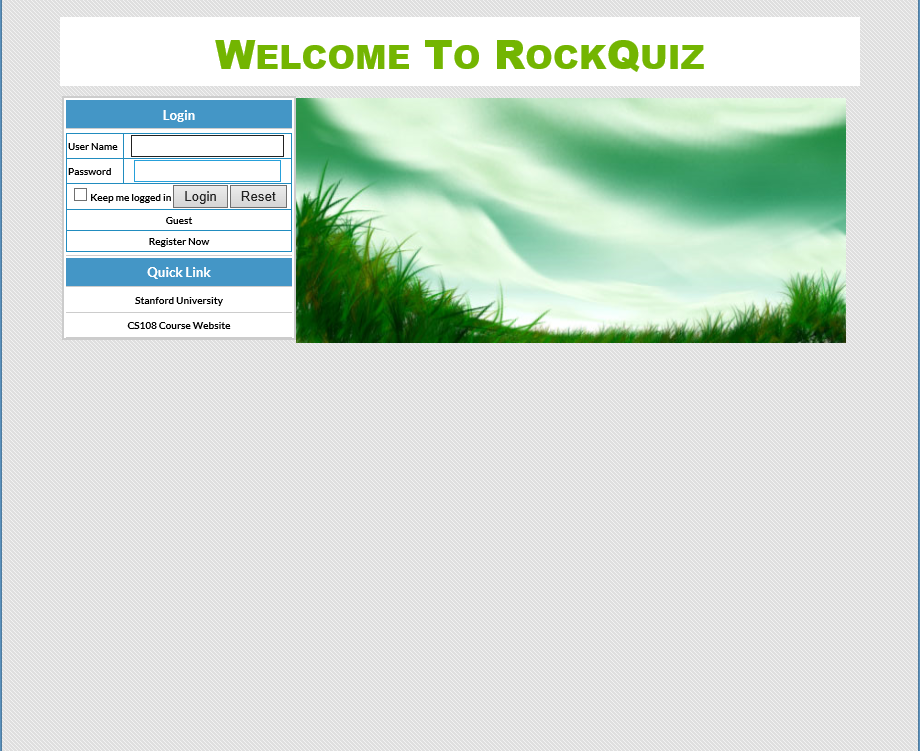 WELCOME TO ROCKQUIZ
Login
User Name
Password
Keep me logged in Login Reset
Guest
Register Now
Quick Link
Stanford University
CS108 Course Website